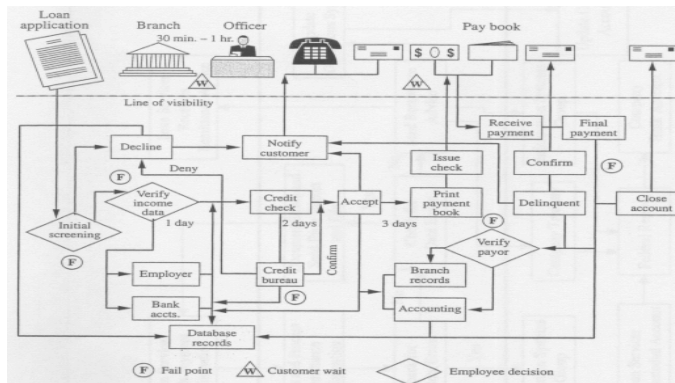 Loan
application
Branch
30 min. – 1 hr.
Officer
Pay book
$ $
W
W
Line of visibility
Decline
Notify
customer
Receive
payment
Final
payment
F
Deny
Issue
check
Confirm
F
Verify
income
data
1 day
Credit
check
2 days
Accept
3 days
Print
payment
book
Delinquent
Close
account
Initial
screening
F
F
Verify
payor
Confirm
Employer
Credit
bureau
F
Branch
records
Bank
accts.
Accounting
Database
records
F Fail point
W Customer wait
Employee decision